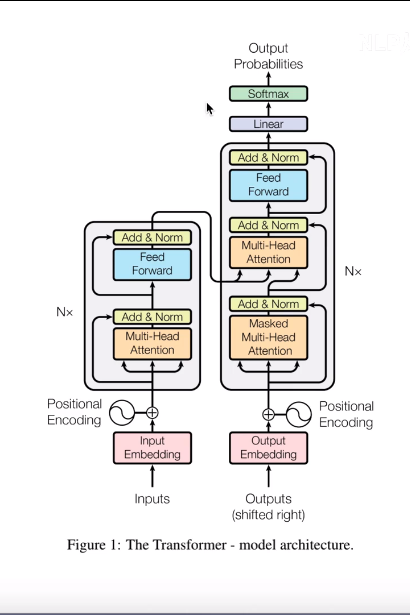 Output
Probabilities
Softmax
Linear
Add & Norm
Feed
Forward
Add & Norm
Multi-Head
Attention
Add & Norm
Masked
Multi-Head
Attention
Nx
Add & Norm
Feed
Forward
Add & Norm
Multi-Head
Attention
Nx
Positional
Encoding
Positional
Encoding
Input
Embedding
Output
Embedding
Inputs
Outputs
(shifted right)
Figure 1: The Transformer - model architecture.